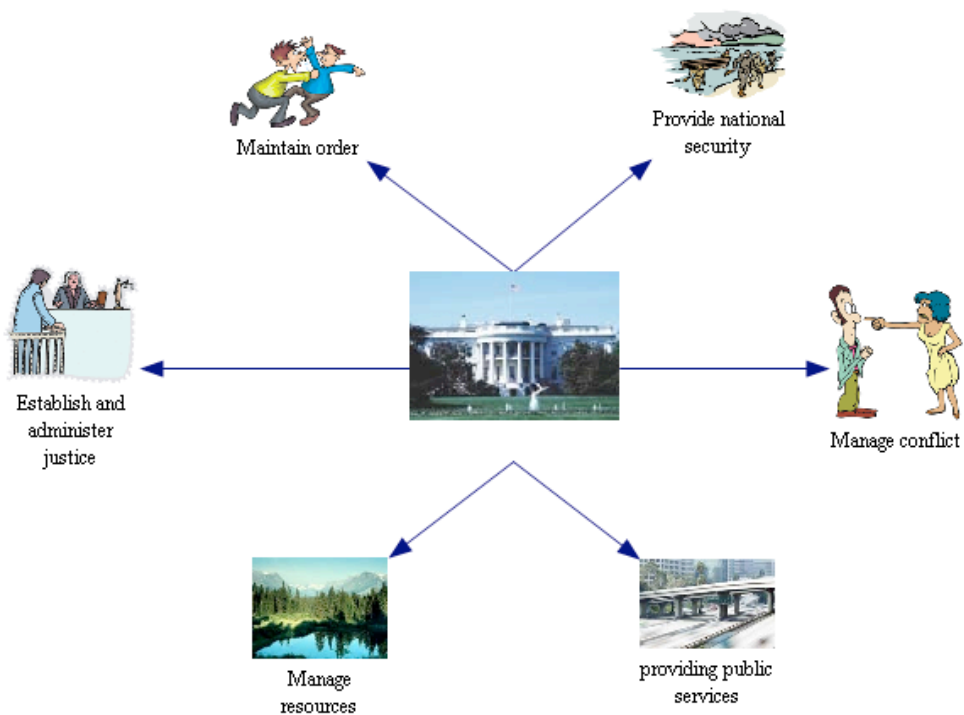 Maintain order
Provide national
security
Establish and
administer
justice
Manage conflict
Manage
resources
providing public
services